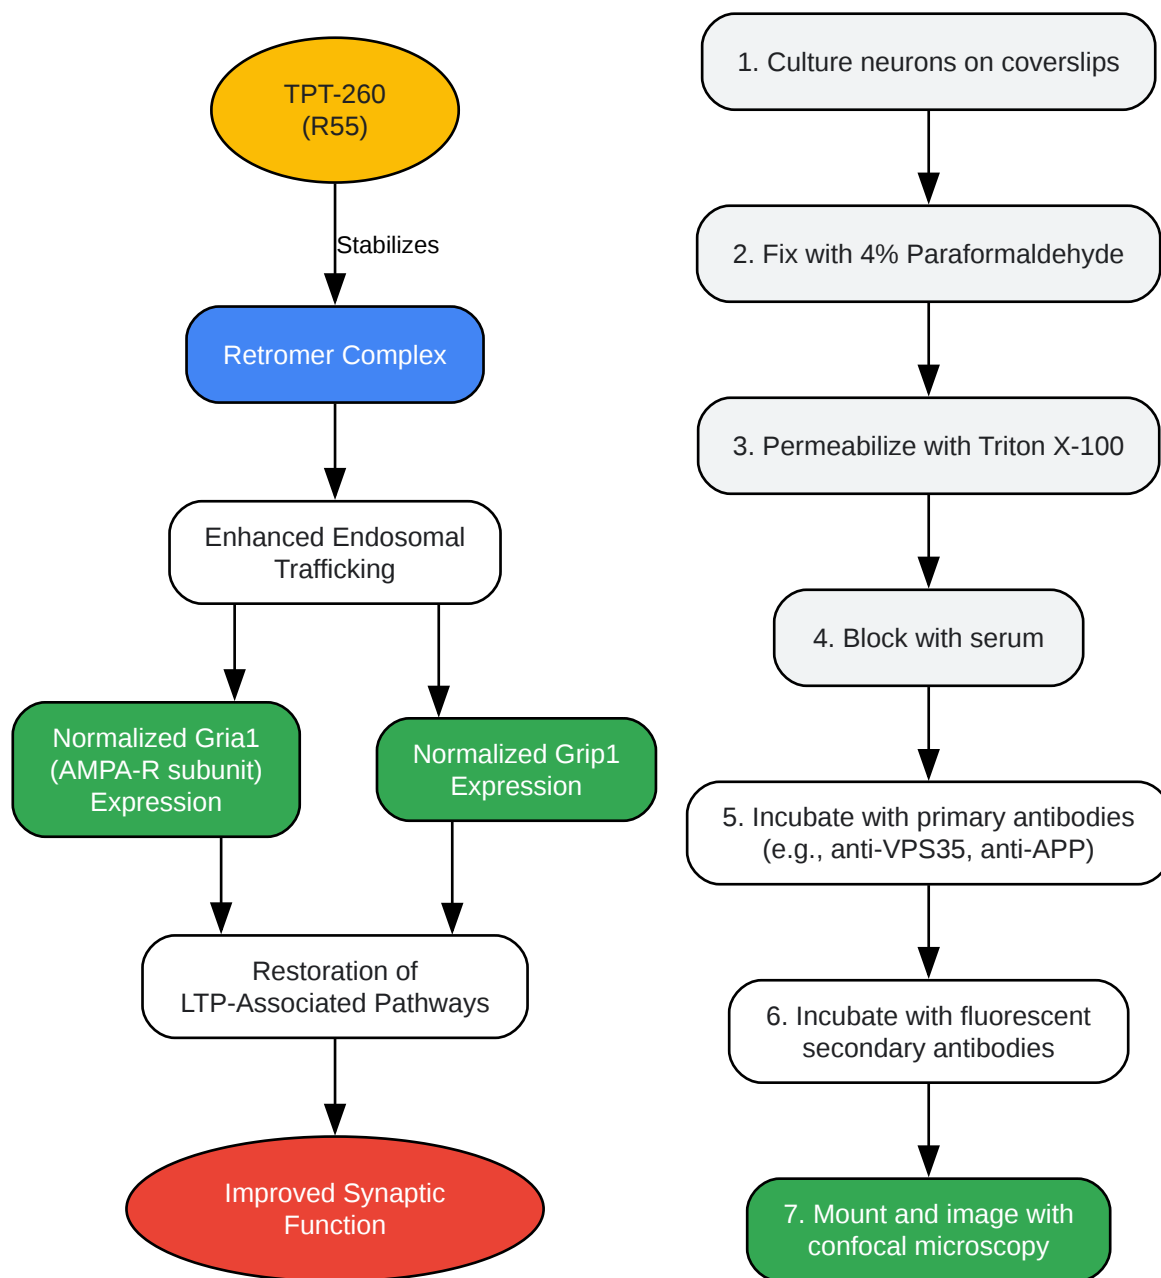 TPT-260
(R55)
Stabilizes
Retromer Complex
Enhanced Endosomal
Trafficking
Normalized Gria1
(AMPA-R subunit)
Expression
Normalized Grip1
Expression
Restoration of
LTP-Associated Pathways
Improved Synaptic
Function
1. Culture neurons on coverslips
2. Fix with 4% Paraformaldehyde
3. Permeabilize with Triton X-100
4. Block with serum
5. Incubate with primary antibodies
(e.g., anti-VPS35, anti-APP)
6. Incubate with fluorescent
secondary antibodies
7. Mount and image with
confocal microscopy